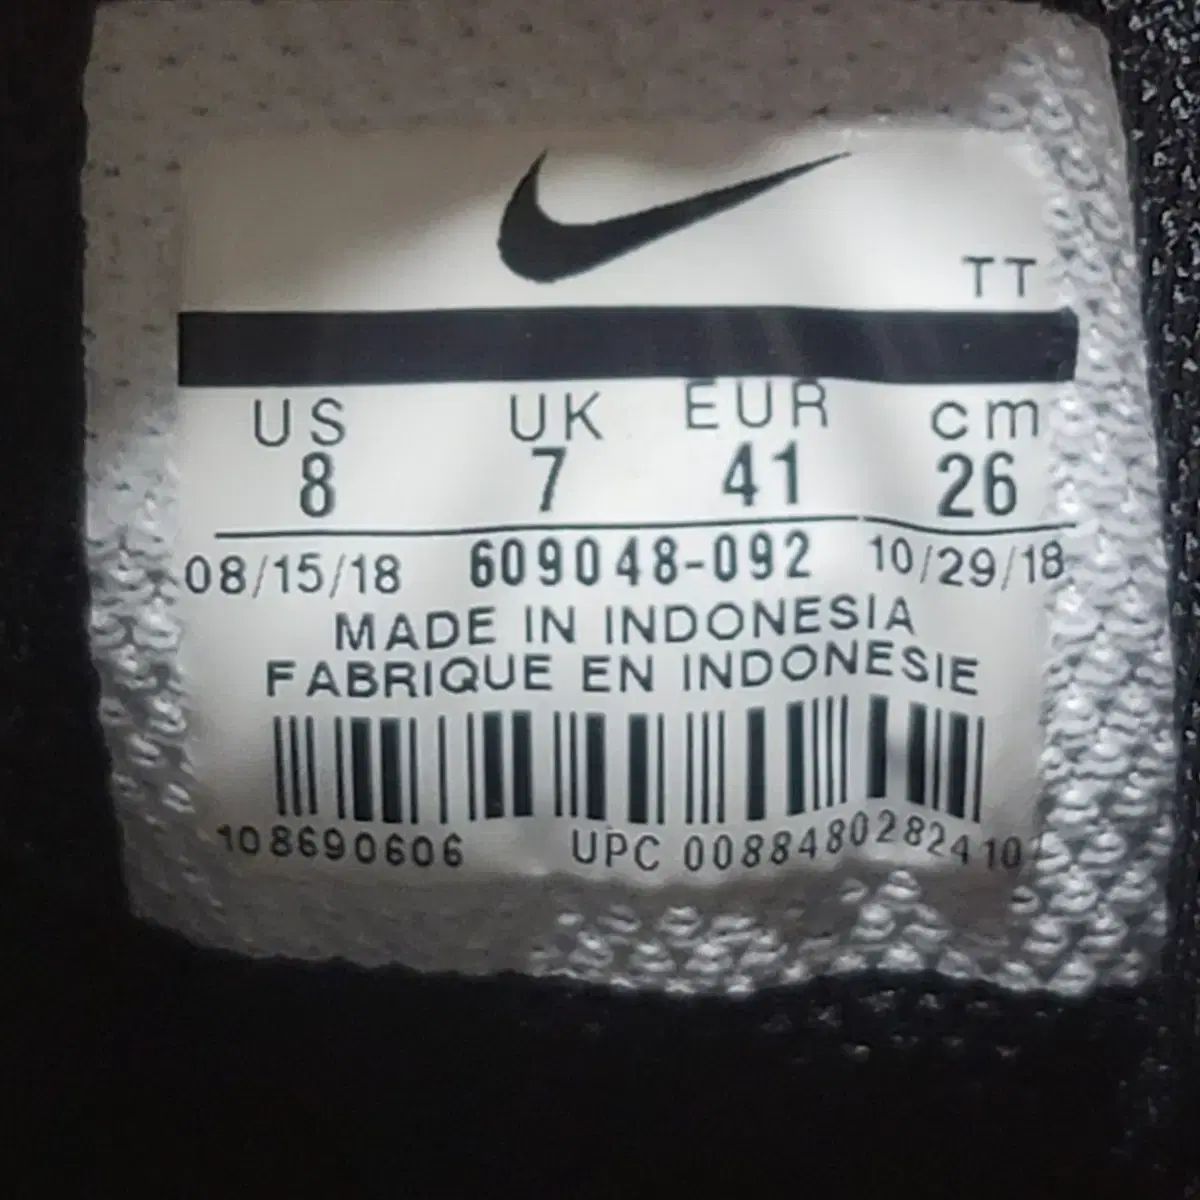 TT
US UK EUR cm
8 7 41 26
08/15/18 609048-092 10/29/18
MADE IN INDONESIA
FABRIQUE EN INDONESIE
108690606 UPC